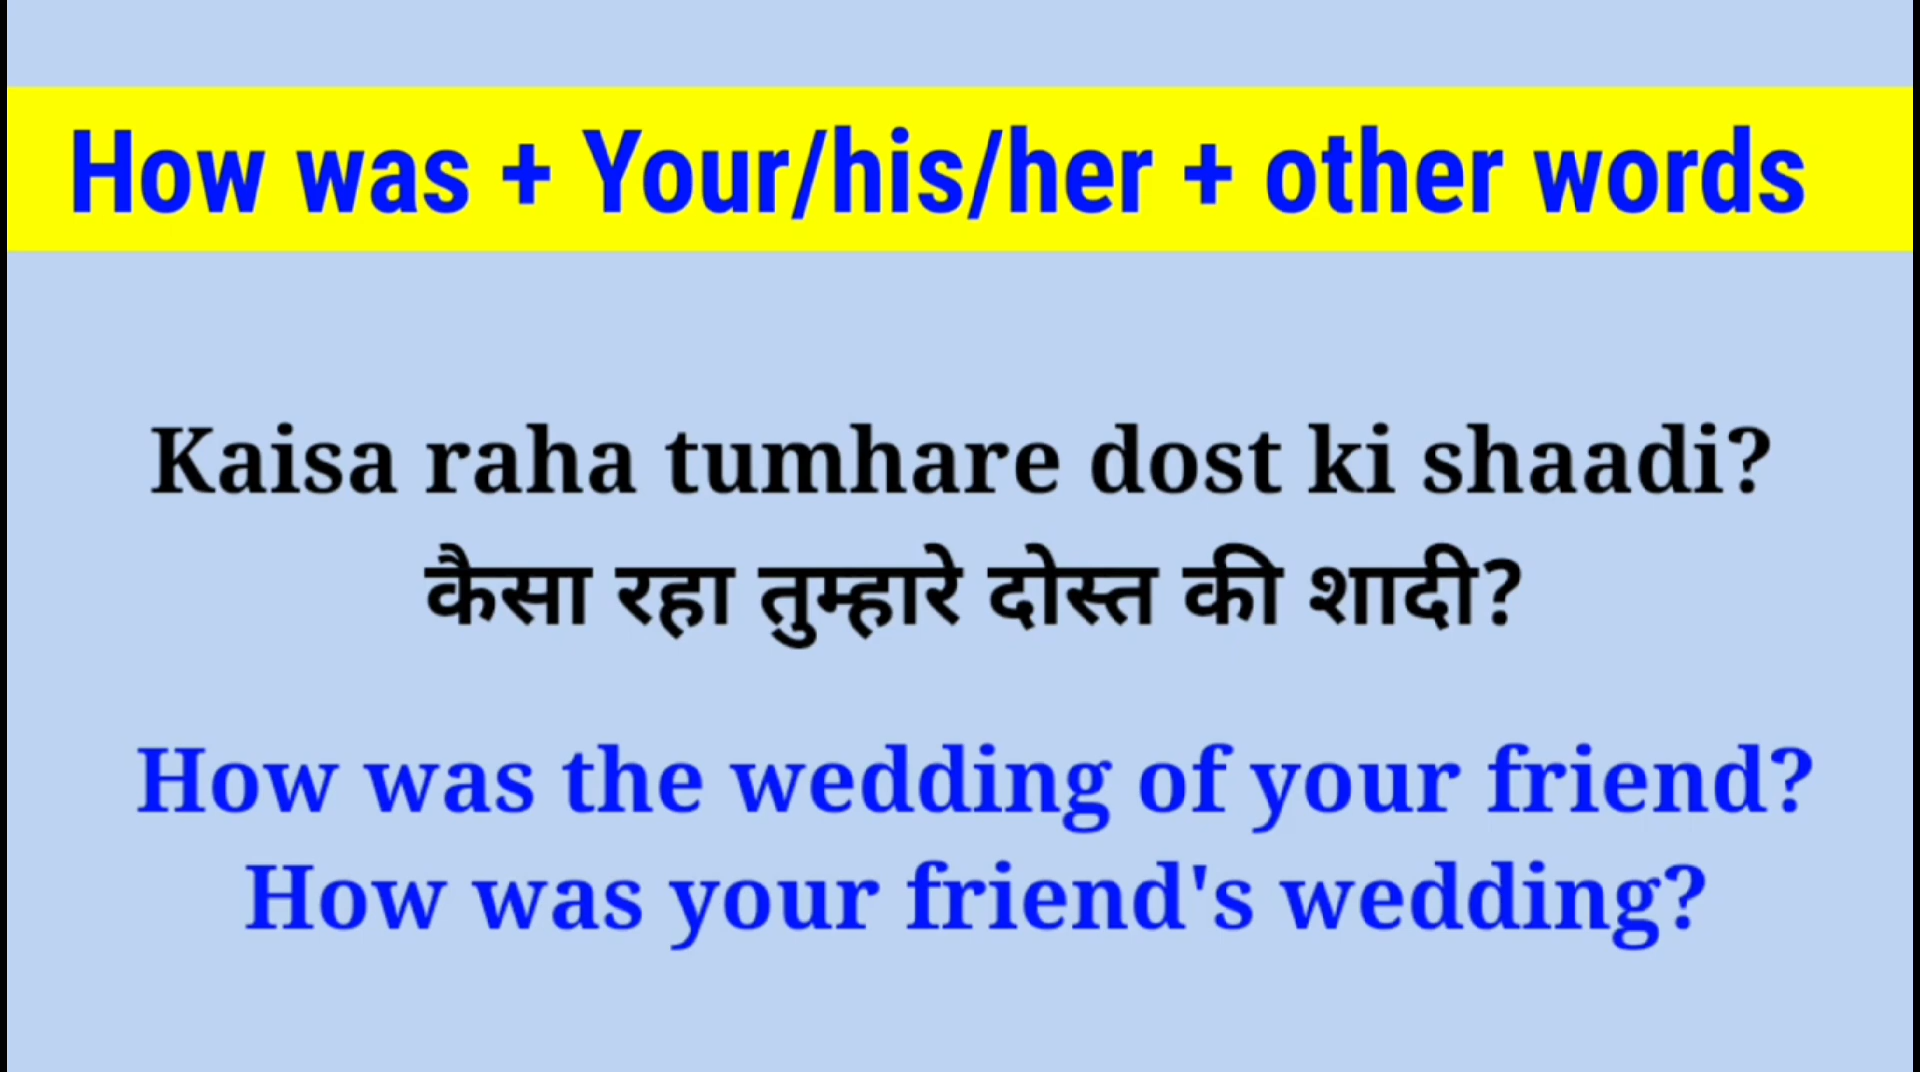 How was + Your/his/her + other words
Kaisa raha tumhare dost ki shaadi?
कैसा रहा तुम्हारे दोस्त की शादी?
How was the wedding of your friend?
How was your friend's wedding?